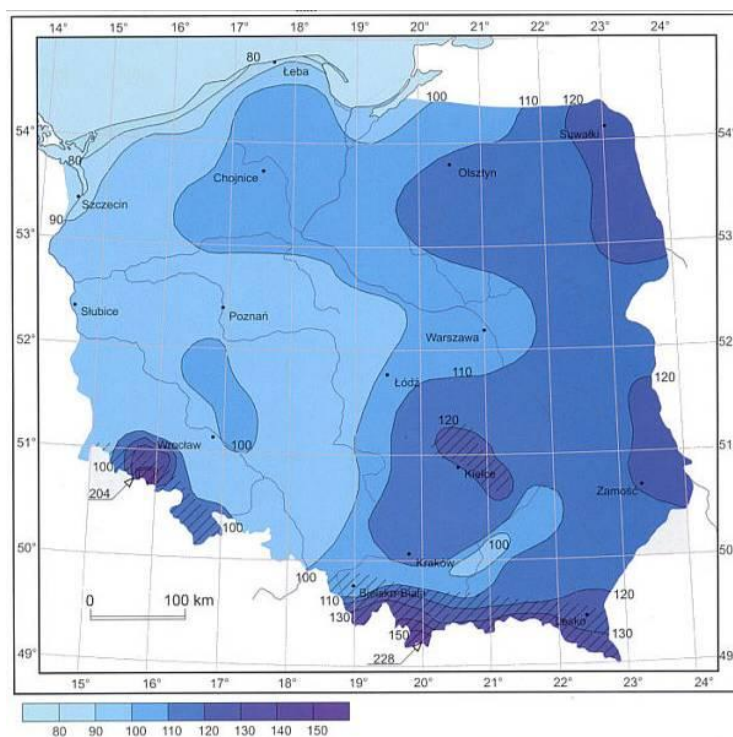 14° 15° 16° 17° 18° 19° 20° 21° 22° 23°
80
Łeba
100
110
120
54°
54°
Suwałki
80
Chojnice
Olsztyn
Szczecin
90
53°
53°
Słubice
Poznań
52°
Warszawa
52°
Łódź
110
120
120
51°
Wrocław
100
51°
100
Kielce
204
Zamość
100
50°
100
50°
Kraków
100
0 100 km
110
Bielsko-Biała
120
130
Lesko
150
130
49°
228
49°
15° 16° 17° 18° 19° 20° 21° 22° 23°
80 90 100 110 120 130 140 150